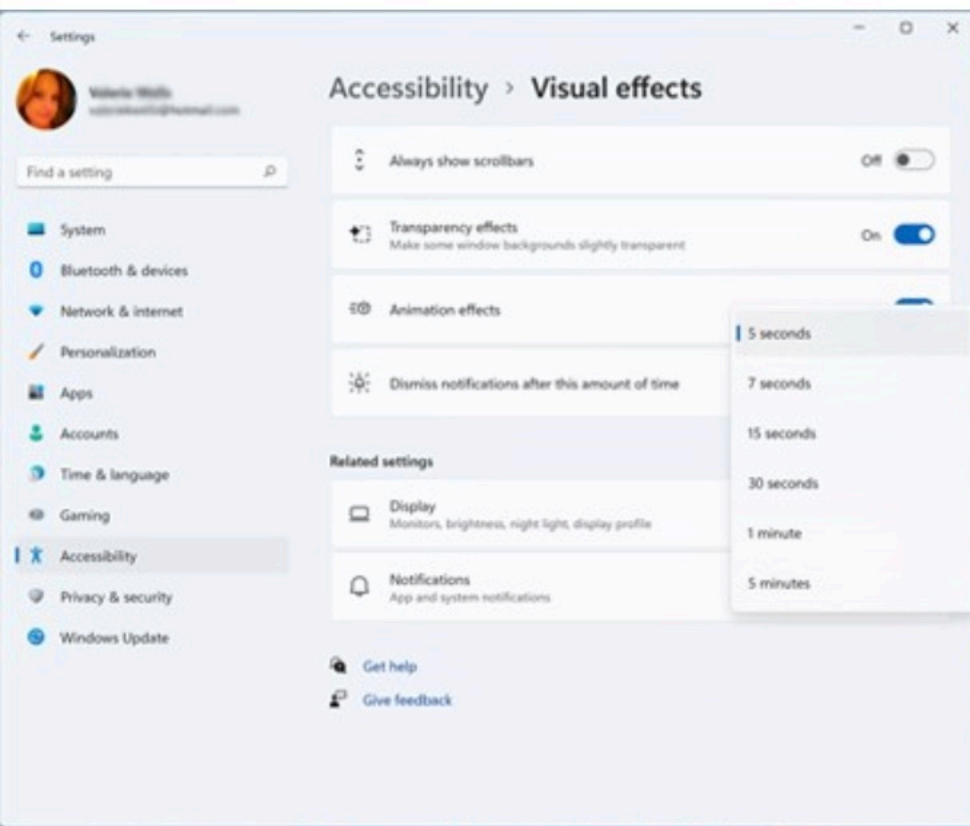 Settings
Find a setting
System
Bluetooth & devices
Network & internet
Personalization
Apps
Accounts
Time & language
Gaming
Accessibility
Privacy & security
Windows Update
Accessibility > Visual effects
Always show scrollbars
Off
Transparency effects
Make some window backgrounds slightly transparent
On
Animation effects
Dismiss notifications after this amount of time
5 seconds
7 seconds
15 seconds
30 seconds
1 minute
5 minutes
Related settings
Display
Monitors, brightness, night light, display profile
Notifications
App and system notifications
Get help
Give feedback